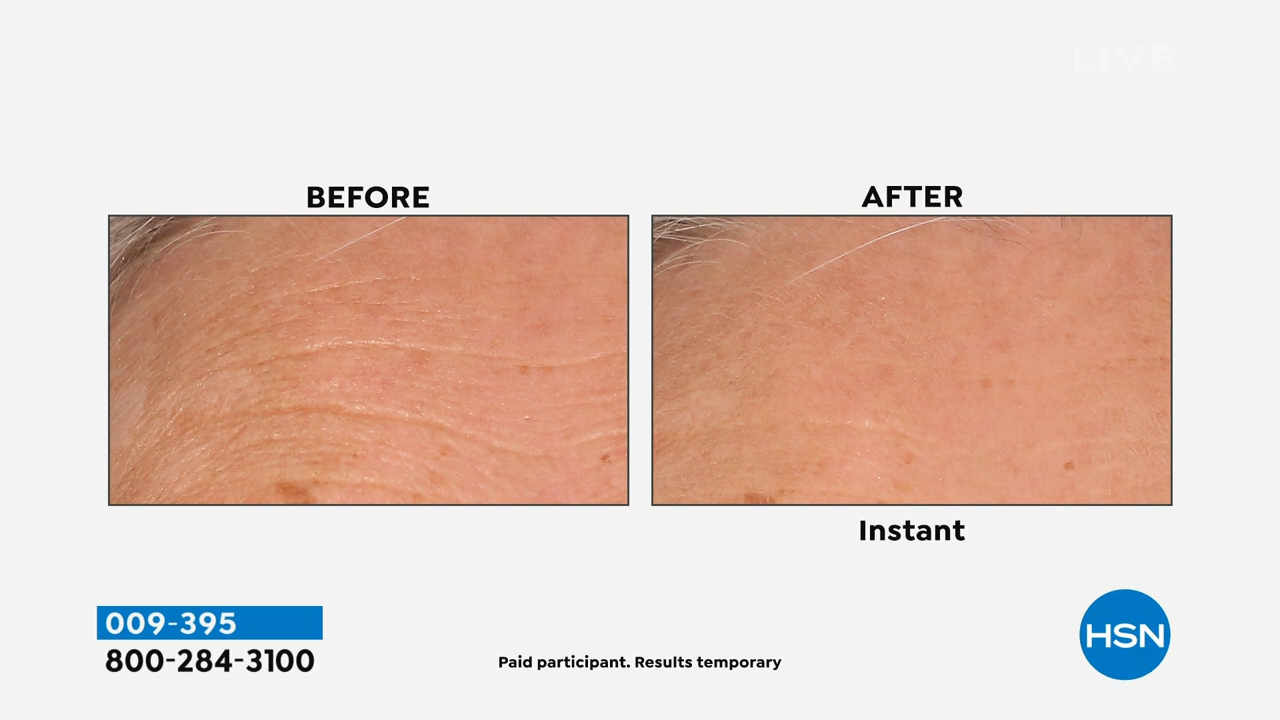 LIVE
BEFORE
AFTER
Instant
009-395
800-284-3100
Paid participant. Results temporary
HSN